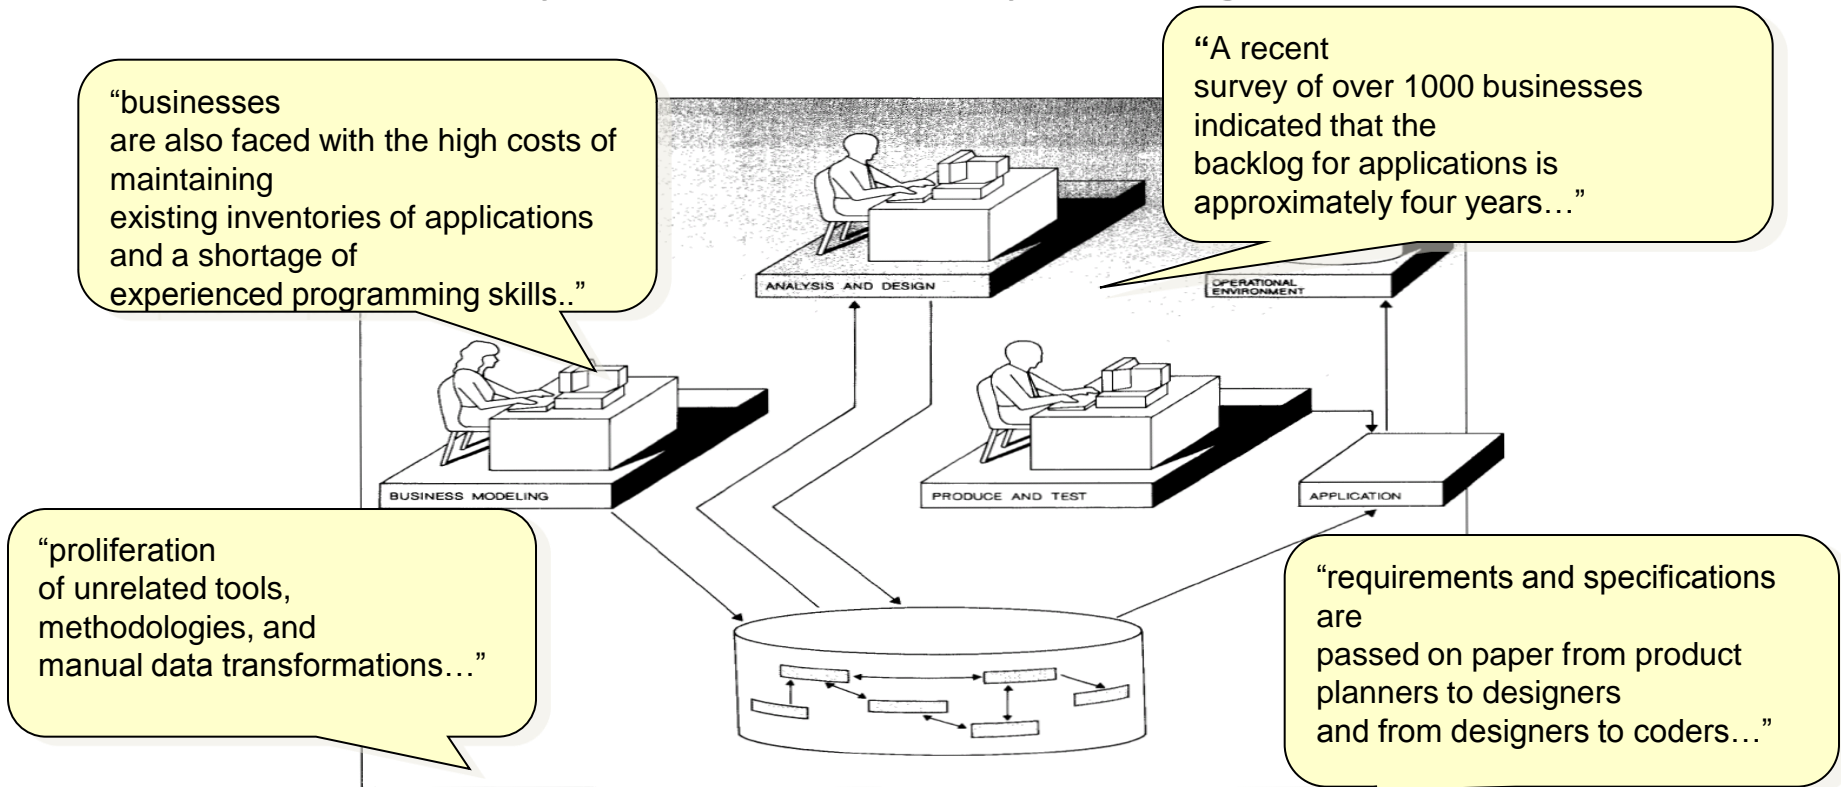 “businesses
are also faced with the high costs of
maintaining
existing inventories of applications
and a shortage of
experienced programming skills..”
“A recent
survey of over 1000 businesses
indicated that the
backlog for applications is
approximately four years…”
ANALYSIS AND DESIGN
OPERATIONAL
ENVIRONMENT
BUSINESS MODELING
PRODUCE AND TEST
APPLICATION
“proliferation
of unrelated tools,
methodologies, and
manual data transformations…”
“requirements and specifications
are
passed on paper from product
planners to designers
and from designers to coders…”